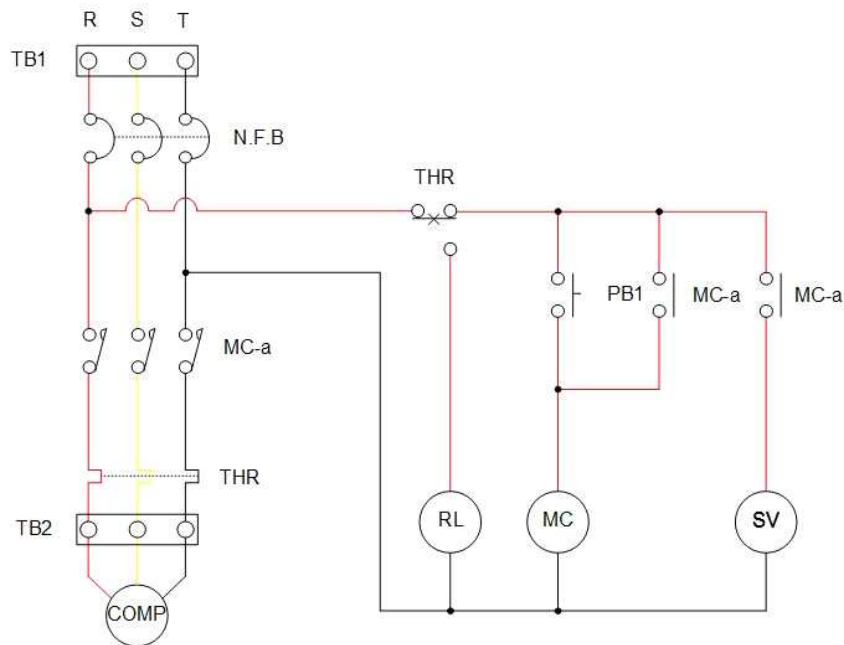 R S T
TB1
N.F.B
THR
PB1 MC-a MC-a
MC-a
THR
TB2 RL MC SV
COMP